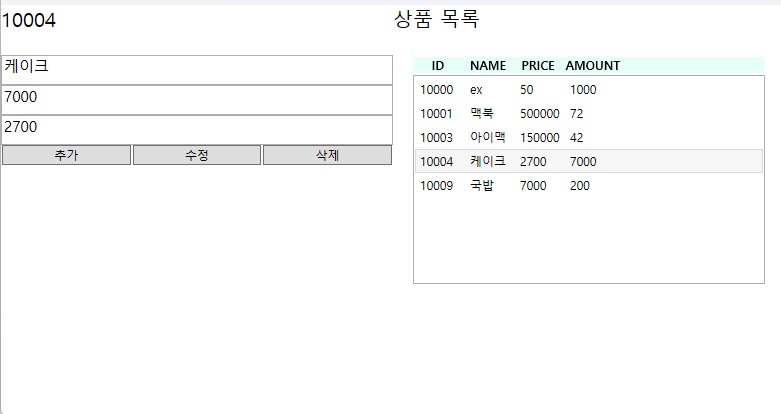 10004
상품 목록
케이크
7000
2700
추가 수정 삭제
ID NAME PRICE AMOUNT
10000 ex 50 1000
10001 맥북 500000 72
10003 아이맥 150000 42
10004 케이크 2700 7000
10009 국밥 7000 200